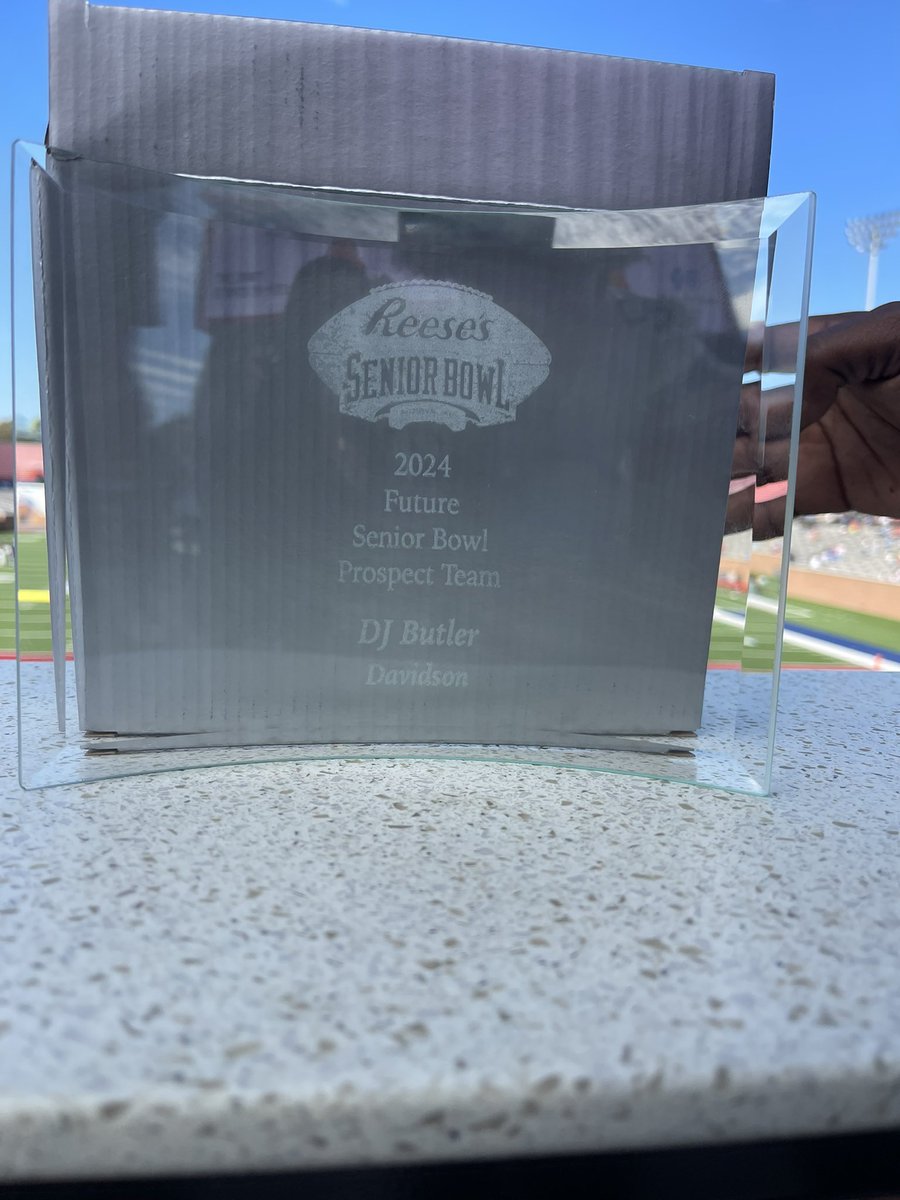 Reese's
SENIOR BOWL
2024
Future
Senior Bowl
Prospect Team
DJ Butler
Davidson